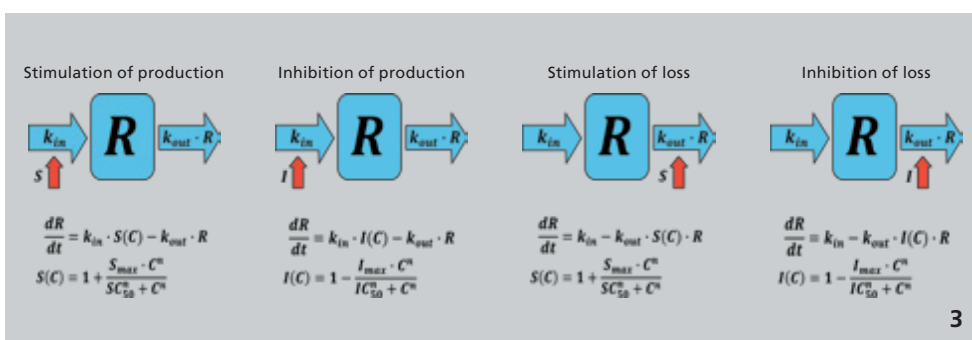 Stimulation of production
k_in R k_out · R
S
dR/dt = k_in · S(C) − k_out · R
S(C) = 1 + (S_max · C^n)/(SC_50^n + C^n)
Inhibition of production
k_in R k_out · R
I
dR/dt = k_in · I(C) − k_out · R
I(C) = 1 − (I_max · C^n)/(IC_50^n + C^n)
Stimulation of loss
k_in R k_out · R
S
dR/dt = k_in − k_out · S(C) · R
S(C) = 1 + (S_max · C^n)/(SC_50^n + C^n)
Inhibition of loss
k_in R k_out · R
I
dR/dt = k_in − k_out · I(C) · R
I(C) = 1 − (I_max · C^n)/(IC_50^n + C^n)
3